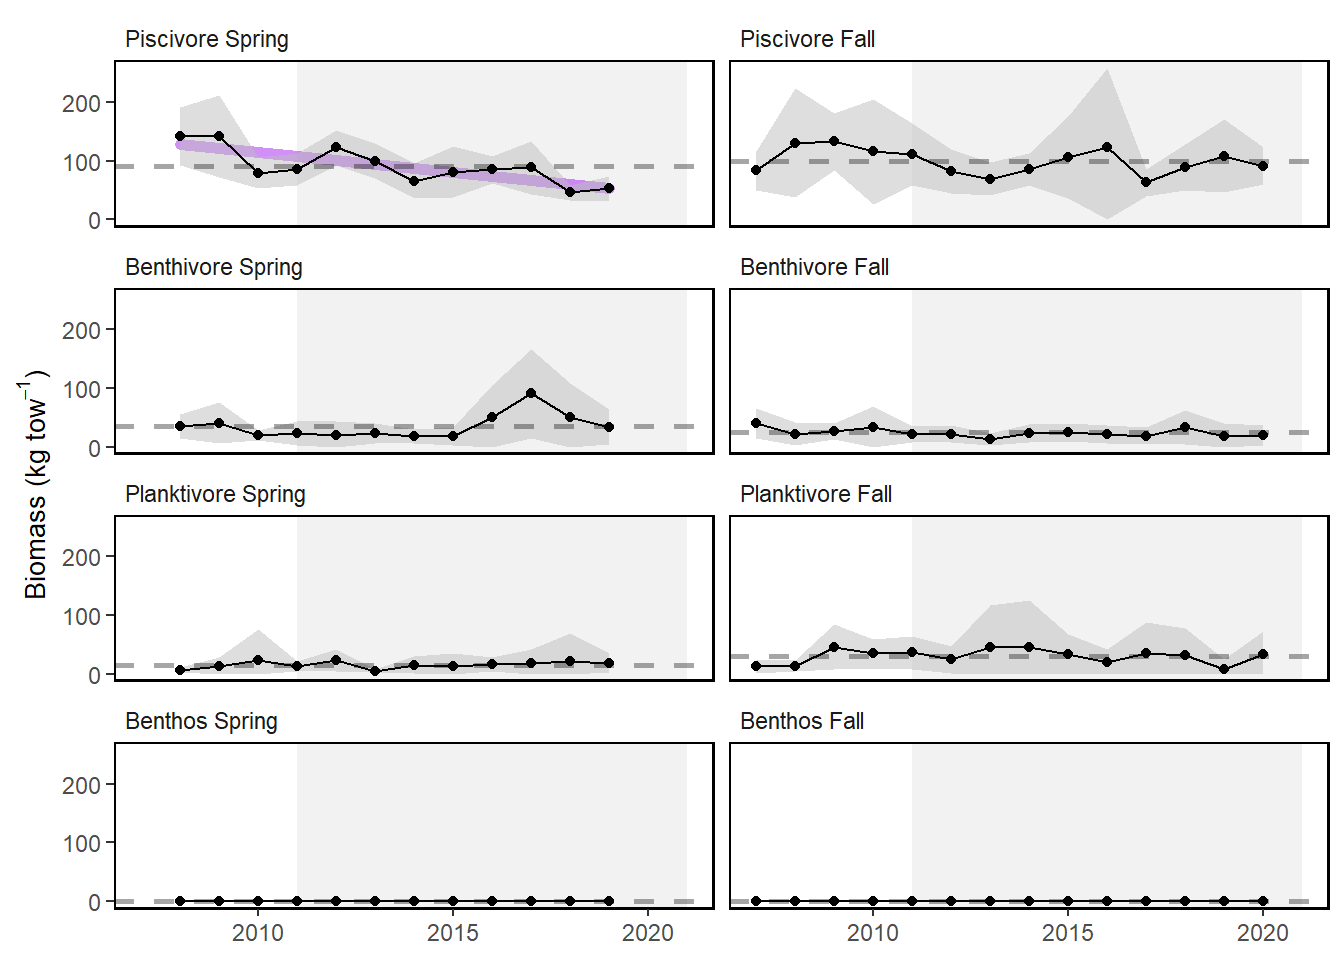 Piscivore Spring
Piscivore Fall
200
100
0
Benthivore Spring
Benthivore Fall
200
100
0
Biomass (kg tow⁻¹)
Planktivore Spring
Planktivore Fall
200
100
0
Benthos Spring
Benthos Fall
200
100
0
2010 2015 2020 2010 2015 2020